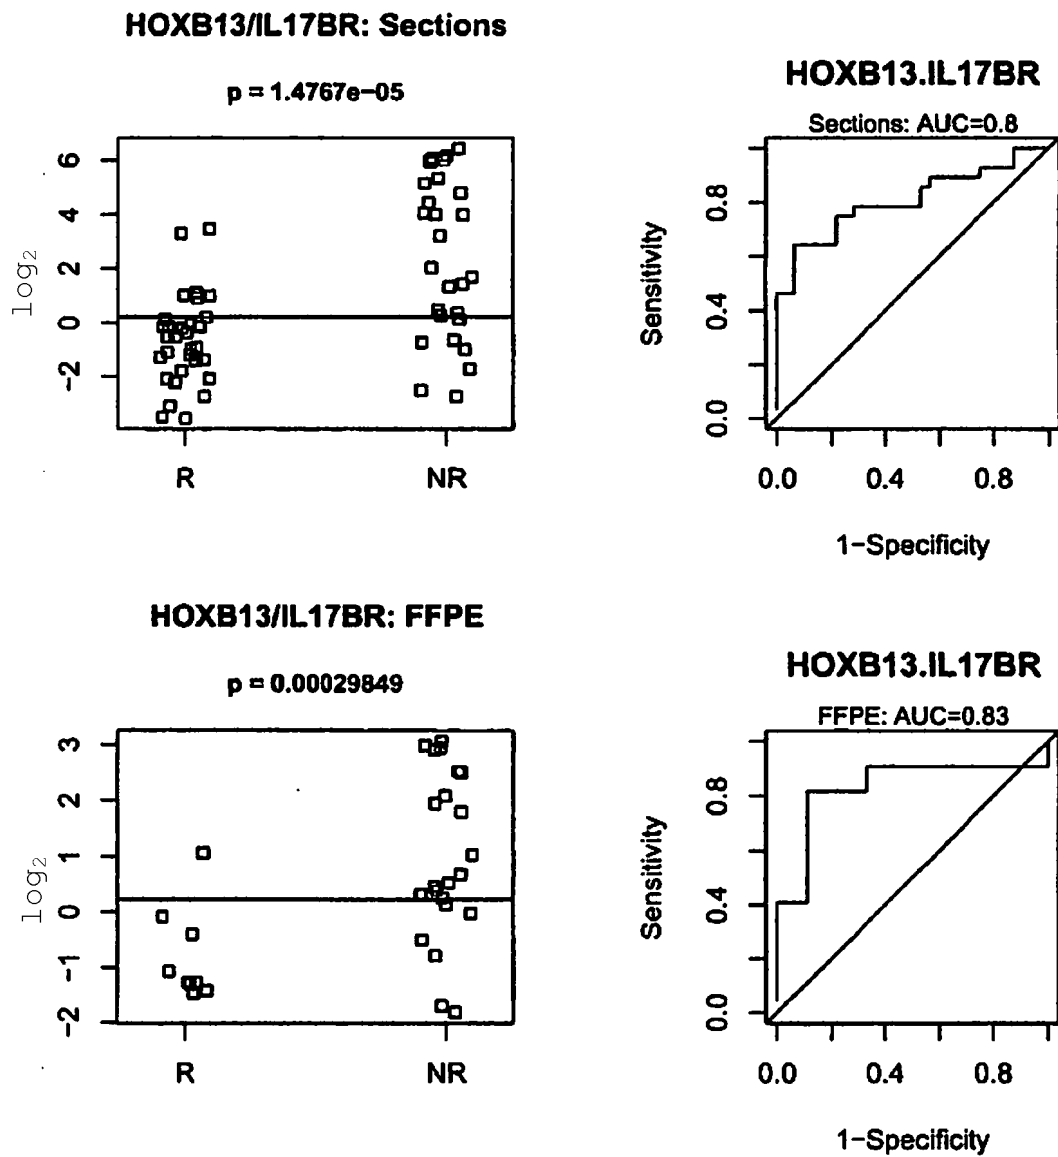 HOXB13/IL17BR: Sections
p = 1.4767e−05
log2
6
4
2
0
−2
R
NR
HOXB13.IL17BR
Sections: AUC=0.8
Sensitivity
0.8
0.4
0.0
0.0
0.4
0.8
1−Specificity
HOXB13/IL17BR: FFPE
p = 0.00029849
log2
3
2
1
0
−1
−2
R
NR
HOXB13.IL17BR
FFPE: AUC=0.83
Sensitivity
0.8
0.4
0.0
0.0
0.4
0.8
1−Specificity